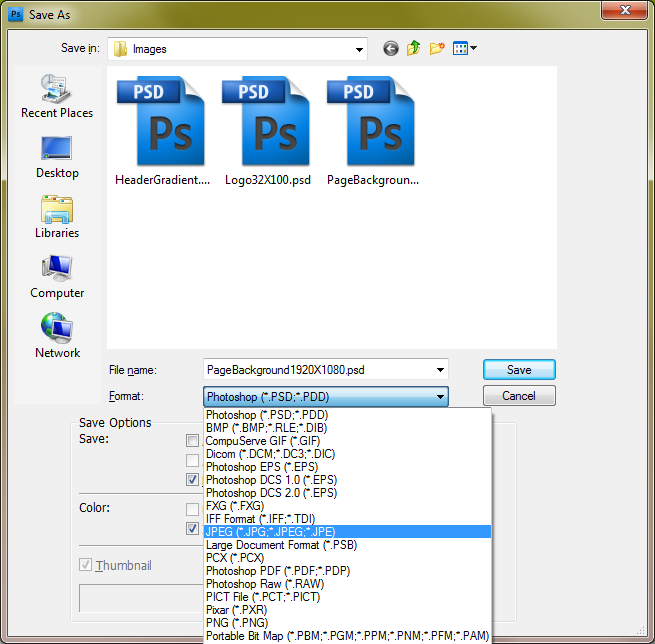 Ps Save As
Save in: Images
PSD PSD PSD
Ps Ps Ps
HeaderGradient.... Logo32X100.psd PageBackgroun...
Recent Places
Desktop
Libraries
Computer
Network
File name: PageBackground1920X1080.psd Save
Format: Photoshop (*.PSD;*.PDD) Cancel
Save Options
Save:
Color:
Thumbnail
Photoshop (*.PSD;*.PDD)
BMP (*.BMP;*.RLE;*.DIB)
CompuServe GIF (*.GIF)
Dicom (*.DCM;*.DC3;*.DIC)
Photoshop EPS (*.EPS)
Photoshop DCS 1.0 (*.EPS)
Photoshop DCS 2.0 (*.EPS)
FXG (*.FXG)
IFF Format (*.IFF;*.TDI)
JPEG (*.JPG;*.JPEG;*.JPE)
Large Document Format (*.PSB)
PCX (*.PCX)
Photoshop PDF (*.PDF;*.PDP)
Photoshop Raw (*.RAW)
PICT File (*.PCT;*.PICT)
Pixar (*.PXR)
PNG (*.PNG)
Portable Bit Map (*.PBM;*.PGM;*.PPM;*.PNM;*.PFM;*.PAM)